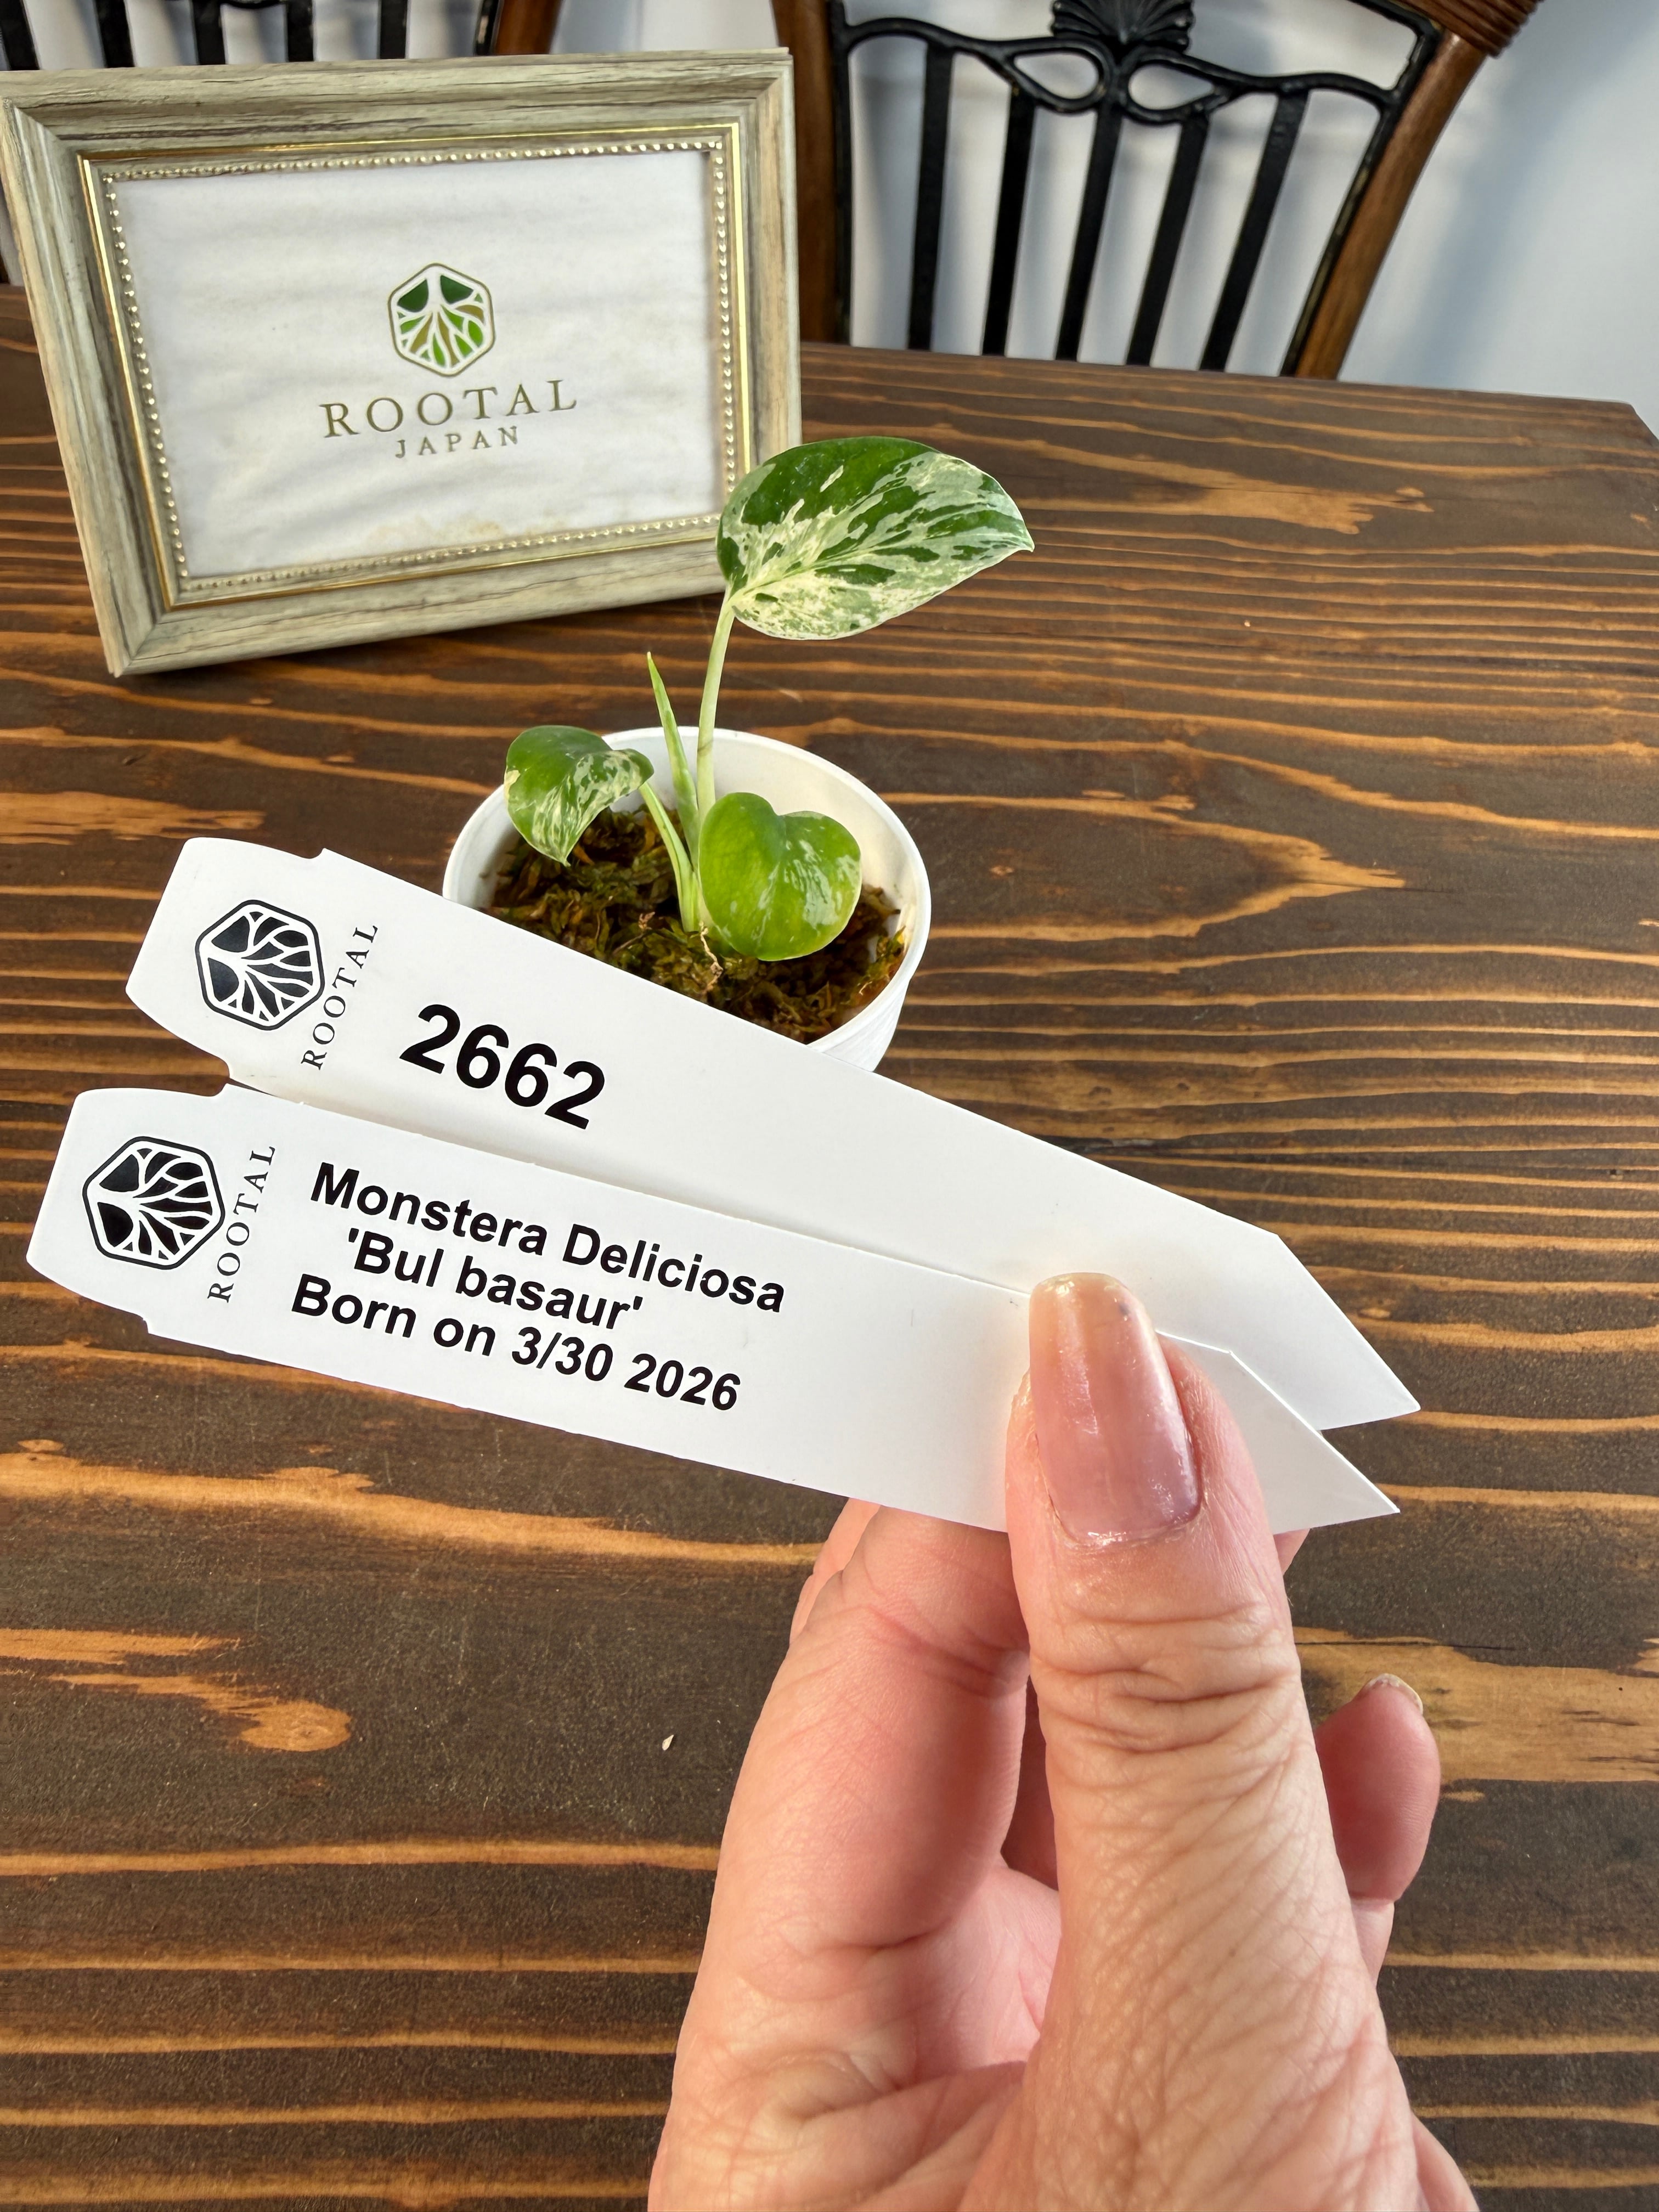 ROOTAL
JAPAN
ROOTAL
2662
ROOTAL
Monstera Deliciosa
'Bul basaur'
Born on 3/30 2026